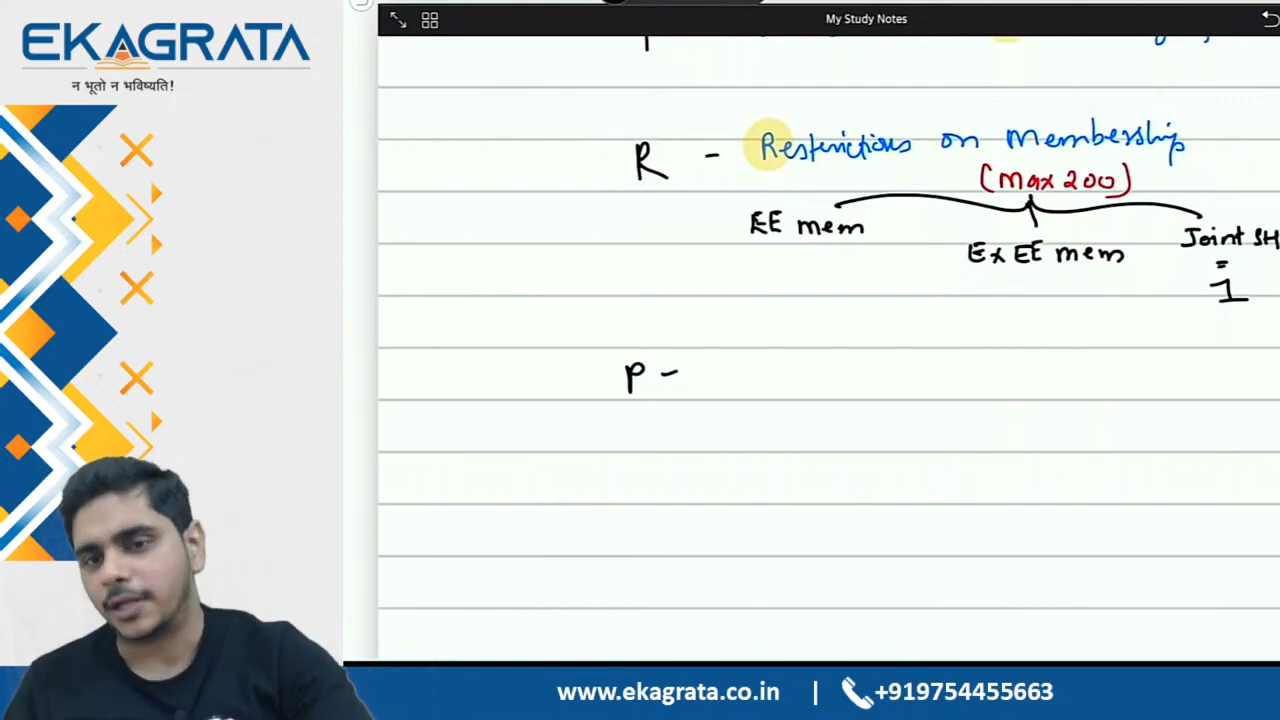 EKAGRATA
न भूतो न भविष्यति!
My Study Notes
R - Restrictions on Membership
(Max 200)
EE mem
Ex EE mem
Joint SH
=
1
P -
www.ekagrata.co.in | +919754455663